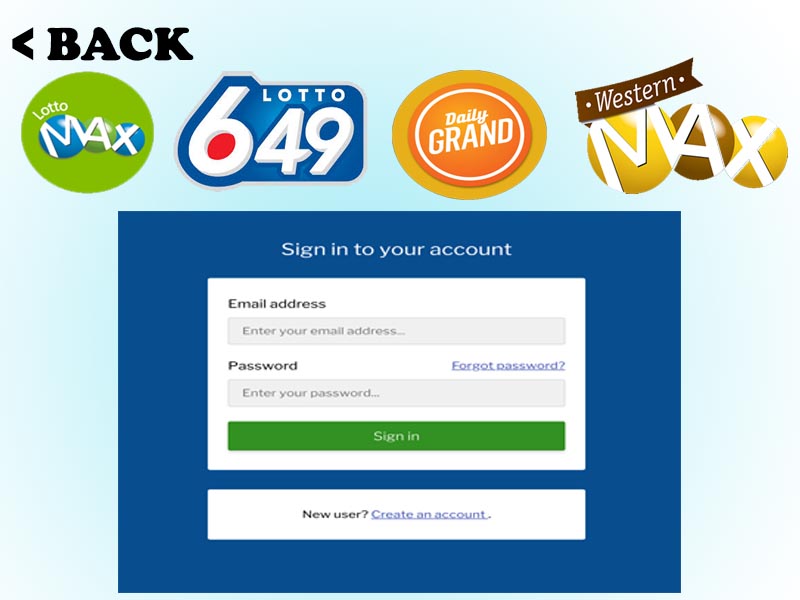 < BACK
Lotto MAX
LOTTO 649
Daily GRAND
Western MAX
Sign in to your account
Email address
Enter your email address...
Password Forgot password?
Enter your password...
Sign in
New user? Create an account .